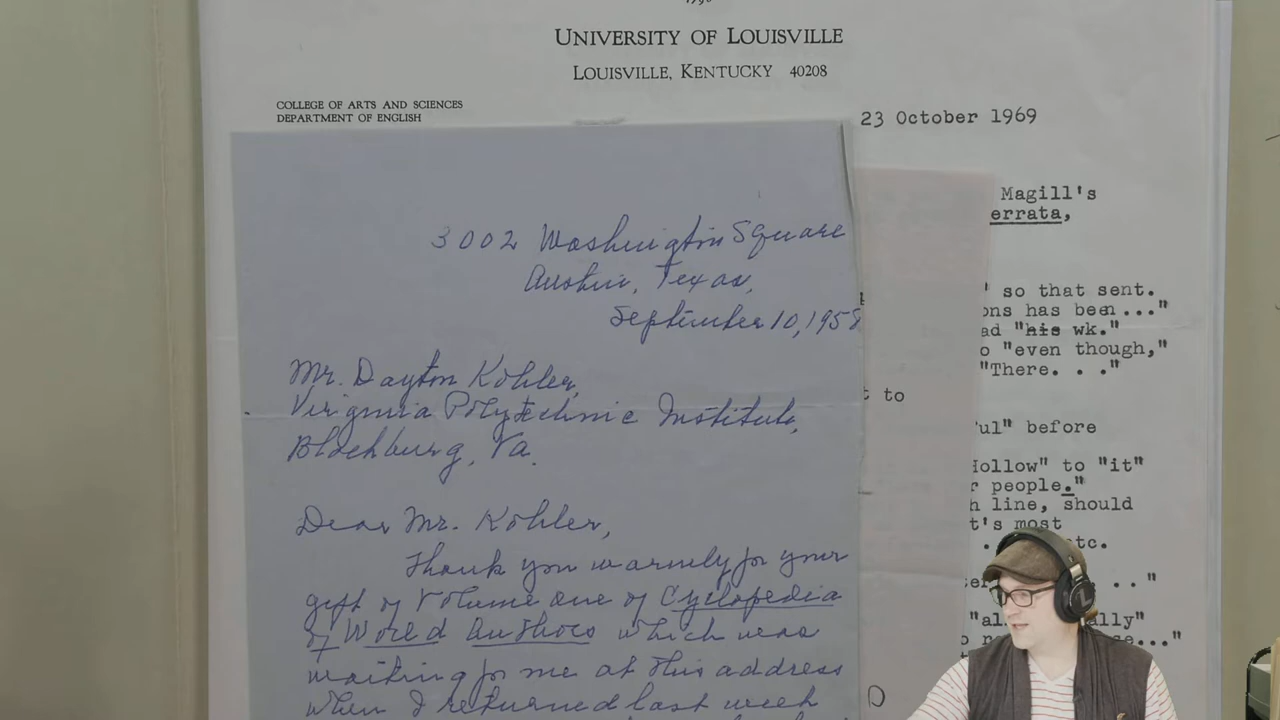 UNIVERSITY OF LOUISVILLE
LOUISVILLE, KENTUCKY 40208
COLLEGE OF ARTS AND SCIENCES
DEPARTMENT OF ENGLISH
23 October 1969
Magill's
errata,
' so that sent.
ons has been..."
ad "his wk."
o "even though,"
"There. . ."
t to
ul" before
Hollow" to "it"
r people."
h line, should
t's most
etc.
. ."
"al ally"
se..."
3002 Washington Square
Austin, Texas,
September 10, 1958
Mr. Dayton Kohler,
Virginia Polytechnic Institute,
Blacksburg, Va.
Dear Mr. Kohler,
Thank you warmly for your
gift of Volume One of Cyclopedia
of World Authors which was
waiting for me at this address
when I returned last week